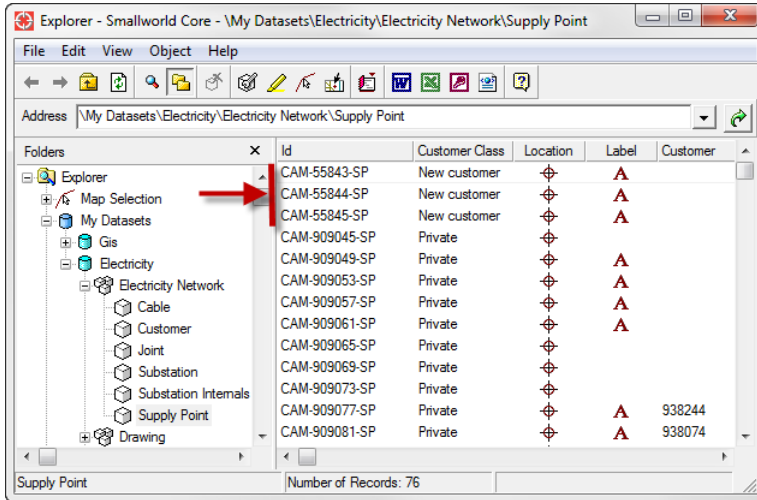 Explorer - Smallworld Core - \My Datasets\Electricity\Electricity Network\Supply Point
File Edit View Object Help
Address \My Datasets\Electricity\Electricity Network\Supply Point
Folders
Explorer
Map Selection
My Datasets
Gis
Electricity
Electricity Network
Cable
Customer
Joint
Substation
Substation Internals
Supply Point
Drawing
Id Customer Class Location Label Customer
CAM-55843-SP New customer A
CAM-55844-SP New customer A
CAM-55845-SP New customer A
CAM-909045-SP Private
CAM-909049-SP Private A
CAM-909053-SP Private A
CAM-909057-SP Private A
CAM-909061-SP Private A
CAM-909065-SP Private
CAM-909069-SP Private
CAM-909073-SP Private
CAM-909077-SP Private A 938244
CAM-909081-SP Private A 938074
Supply Point Number of Records: 76